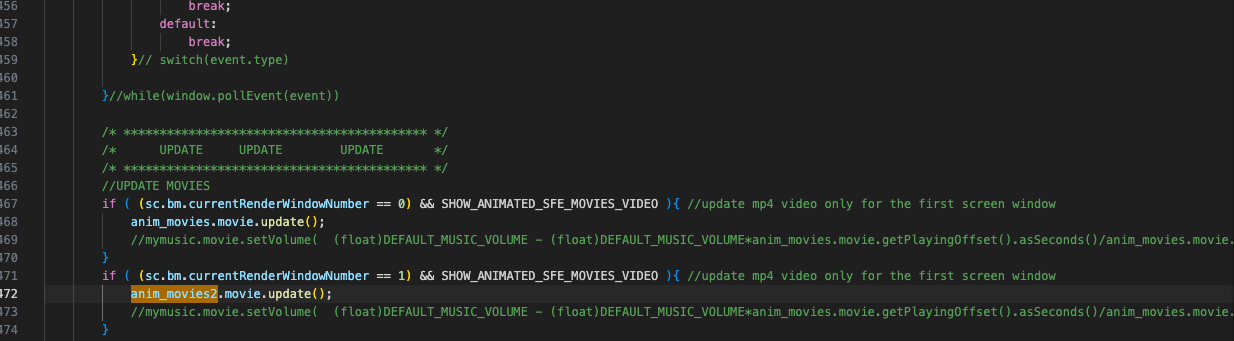 456 break;
457 default:
458 break;
459 }// switch(event.type)
460
461 }//while(window.pollEvent(event))
462
463 /* ****************************************** */
464 /* UPDATE UPDATE UPDATE */
465 /* ****************************************** */
466 //UPDATE MOVIES
467 if ( (sc.bm.currentRenderWindowNumber == 0) && SHOW_ANIMATED_SFE_MOVIES_VIDEO ){ //update mp4 video only for the first screen window
468 anim_movies.movie.update();
469 //mymusic.movie.setVolume( (float)DEFAULT_MUSIC_VOLUME - (float)DEFAULT_MUSIC_VOLUME*anim_movies.movie.getPlayingOffset().asSeconds()/anim_movies.movie.
470 }
471 if ( (sc.bm.currentRenderWindowNumber == 1) && SHOW_ANIMATED_SFE_MOVIES_VIDEO ){ //update mp4 video only for the first screen window
472 anim_movies2.movie.update();
473 //mymusic.movie.setVolume( (float)DEFAULT_MUSIC_VOLUME - (float)DEFAULT_MUSIC_VOLUME*anim_movies.movie.getPlayingOffset().asSeconds()/anim_movies.movie.
474 }